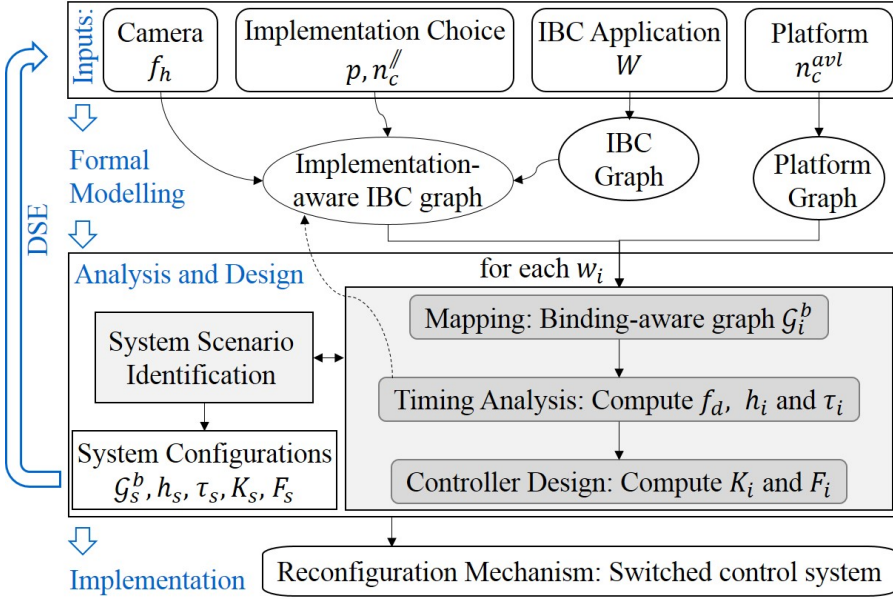 Inputs:
Camera
f_h
Implementation Choice
p, n_c^∥
IBC Application
W
Platform
n_c^{avl}
DSE
Formal
Modelling
Implementation-
aware IBC graph
IBC
Graph
Platform
Graph
Analysis and Design
for each w_i
System Scenario
Identification
System Configurations
𝒢_s^b, h_s, τ_s, K_s, F_s
Mapping: Binding-aware graph 𝒢_i^b
Timing Analysis: Compute f_d, h_i and τ_i
Controller Design: Compute K_i and F_i
Implementation
Reconfiguration Mechanism: Switched control system